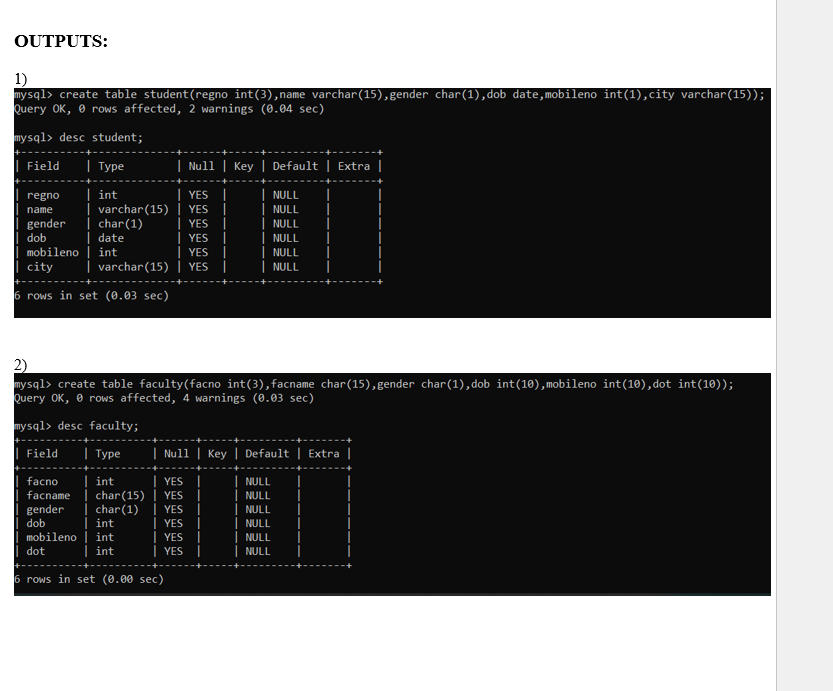 OUTPUTS:
1)
mysql> create table student(regno int(3),name varchar(15),gender char(1),dob date,mobileno int(1),city varchar(15));
Query OK, 0 rows affected, 2 warnings (0.04 sec)
mysql> desc student;
+----------+-------------+------+-----+---------+-------+
| Field    | Type        | Null | Key | Default | Extra |
+----------+-------------+------+-----+---------+-------+
| regno    | int         | YES  |     | NULL    |       |
| name     | varchar(15) | YES  |     | NULL    |       |
| gender   | char(1)     | YES  |     | NULL    |       |
| dob      | date        | YES  |     | NULL    |       |
| mobileno | int         | YES  |     | NULL    |       |
| city     | varchar(15) | YES  |     | NULL    |       |
+----------+-------------+------+-----+---------+-------+
6 rows in set (0.03 sec)
2)
mysql> create table faculty(facno int(3),facname char(15),gender char(1),dob int(10),mobileno int(10),dot int(10));
Query OK, 0 rows affected, 4 warnings (0.03 sec)
mysql> desc faculty;
+----------+----------+------+-----+---------+-------+
| Field    | Type     | Null | Key | Default | Extra |
+----------+----------+------+-----+---------+-------+
| facno    | int      | YES  |     | NULL    |       |
| facname  | char(15) | YES  |     | NULL    |       |
| gender   | char(1)  | YES  |     | NULL    |       |
| dob      | int      | YES  |     | NULL    |       |
| mobileno | int      | YES  |     | NULL    |       |
| dot      | int      | YES  |     | NULL    |       |
+----------+----------+------+-----+---------+-------+
6 rows in set (0.00 sec)